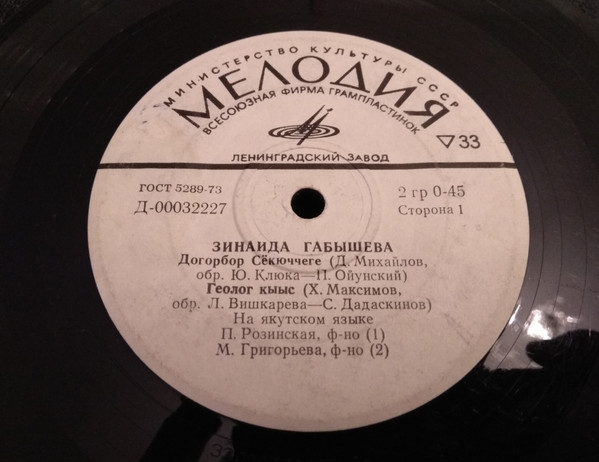 МИНИСТЕРСТВО КУЛЬТУРЫ СССР
МЕЛОДИЯ
ВСЕСОЮЗНАЯ ФИРМА ГРАМПЛАСТИНОК
33
ЛЕНИНГРАДСКИЙ ЗАВОД
ГОСТ 5289-73
2 гр 0-45
Д-00032227
Сторона 1
ЗИНАИДА ГАБЫШЕВА
Догорбор Сёкюччеге (Д. Михайлов,
обр. Ю. Клюка—П. Ойунский)
Геолог кыыс (Х. Максимов,
обр. Л. Вишкарева—С. Дадаскинов)
На якутском языке
П. Розинская, ф-но (1)
М. Григорьева, ф-но (2)